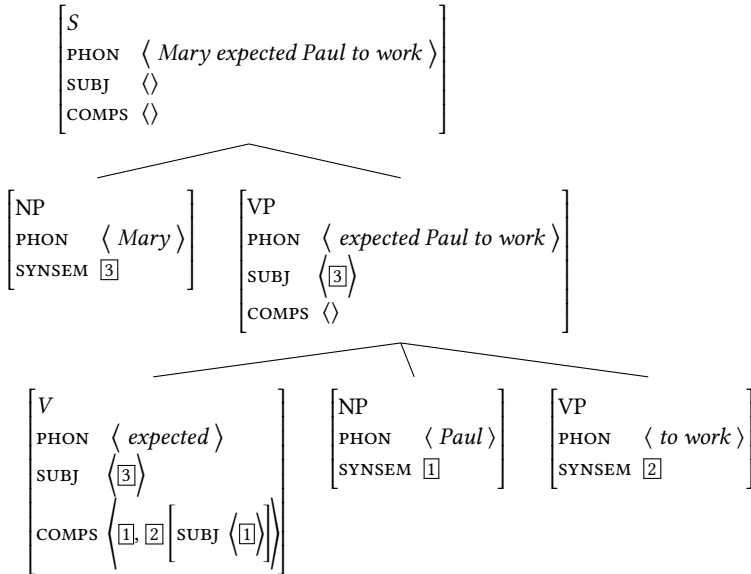 S
PHON ⟨ Mary expected Paul to work ⟩
SUBJ ⟨⟩
COMPS ⟨⟩
NP
PHON ⟨ Mary ⟩
SYNSEM 3
VP
PHON ⟨ expected Paul to work ⟩
SUBJ ⟨3⟩
COMPS ⟨⟩
V
PHON ⟨ expected ⟩
SUBJ ⟨3⟩
COMPS ⟨1, 2 [SUBJ ⟨1⟩]⟩
NP
PHON ⟨ Paul ⟩
SYNSEM 1
VP
PHON ⟨ to work ⟩
SYNSEM 2